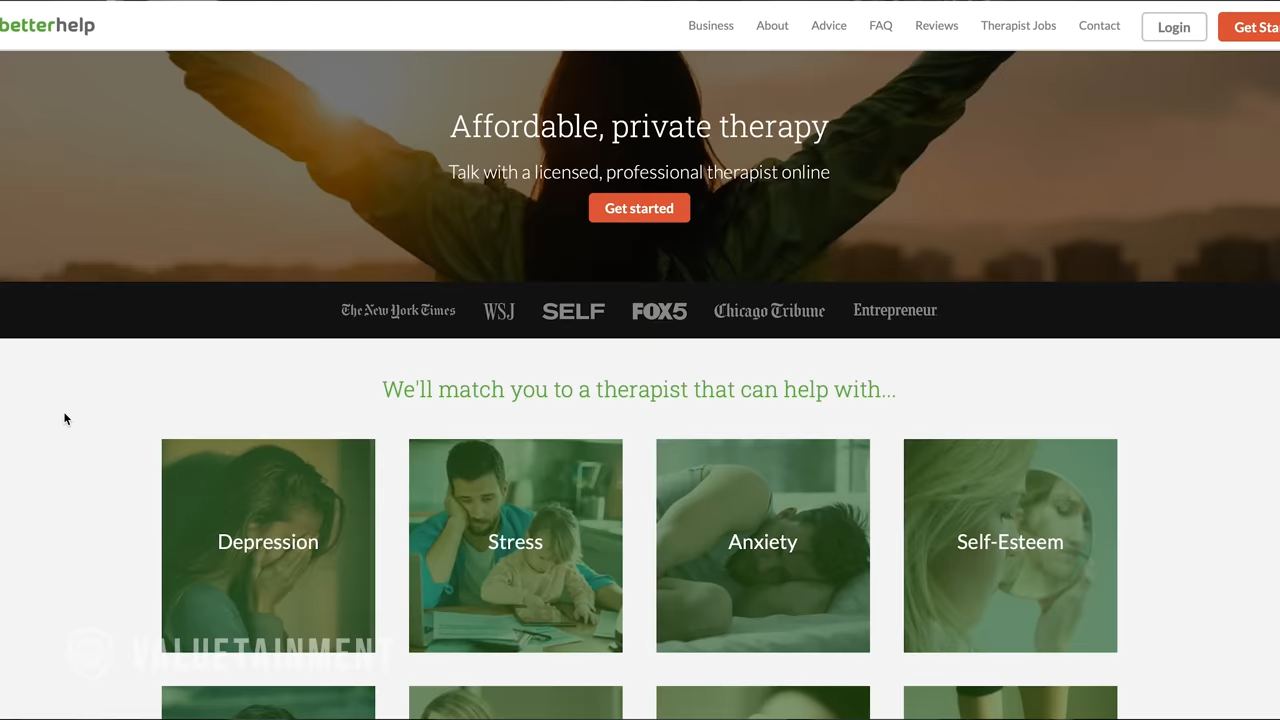 betterhelp
Business About Advice FAQ Reviews Therapist Jobs Contact Login Get Sta
Affordable, private therapy
Talk with a licensed, professional therapist online
Get started
The New York Times WSJ SELF FOX5 Chicago Tribune Entrepreneur
We'll match you to a therapist that can help with...
Depression Stress Anxiety Self-Esteem
VALUETAINMENT